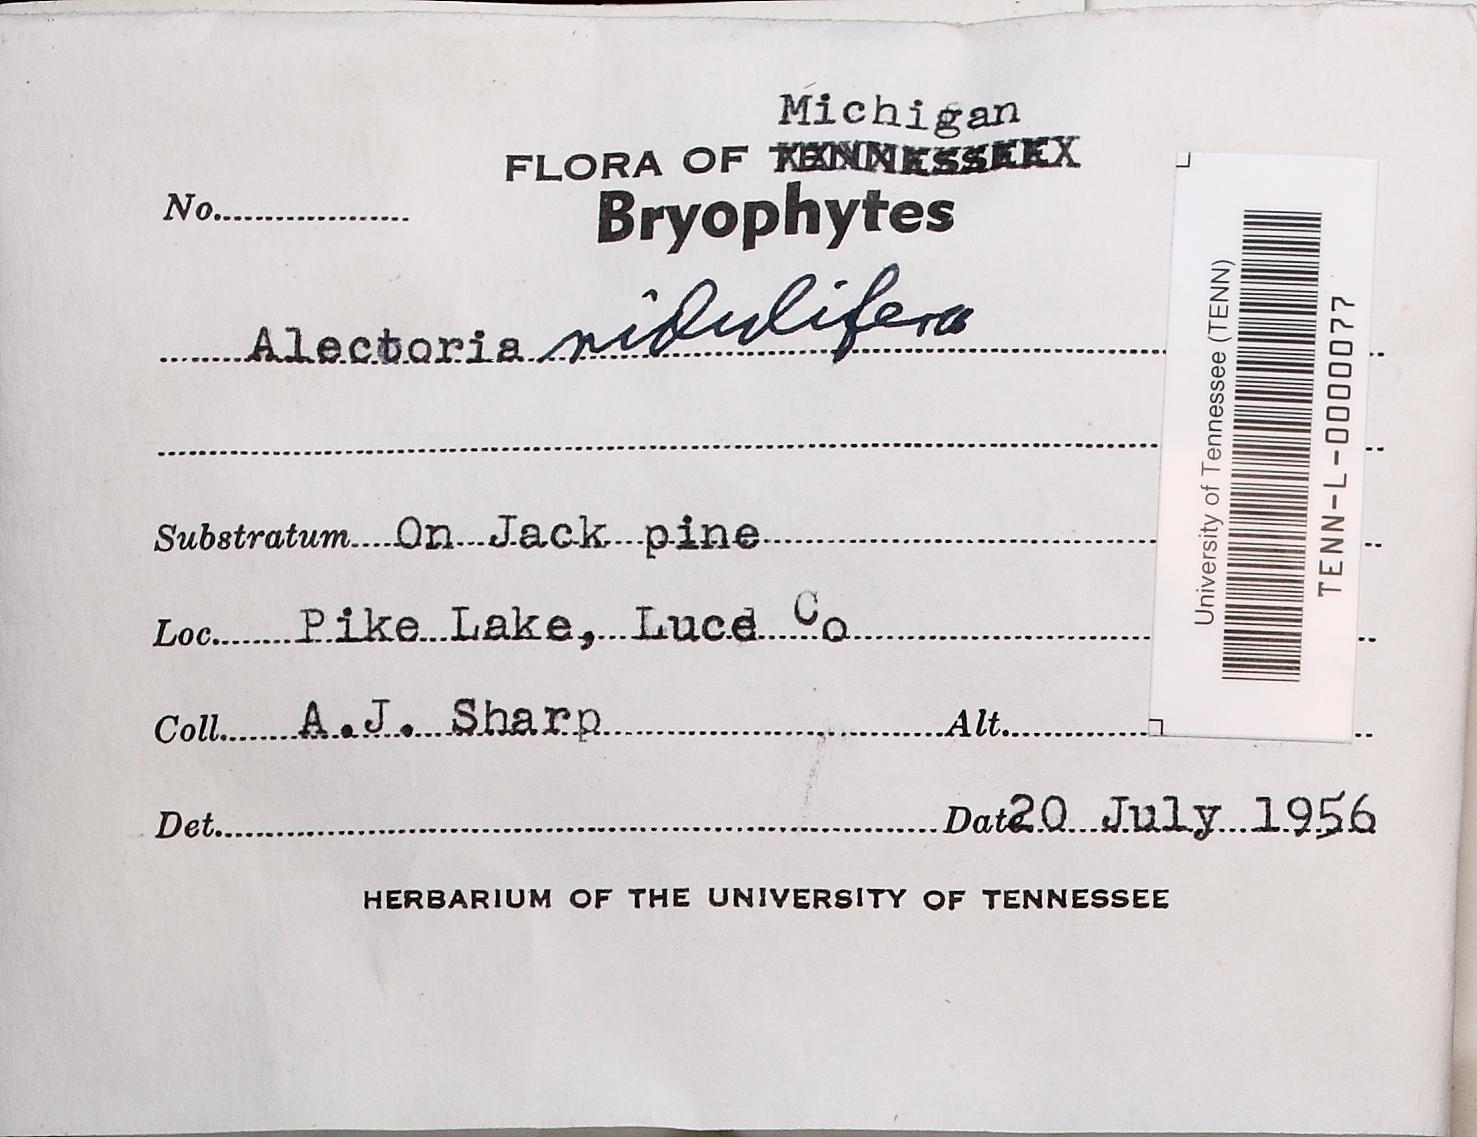 Michigan
FLORA OF TENNESSEE
No..................
Bryophytes
Alectoria nidulifera
Substratum....On Jack pine
Loc.......Pike Lake, Luce Co
Coll.......A.J. Sharp
Alt.
Det.
Date 20 July 1956
HERBARIUM OF THE UNIVERSITY OF TENNESSEE
University of Tennessee (TENN)
TENN-L-0000077